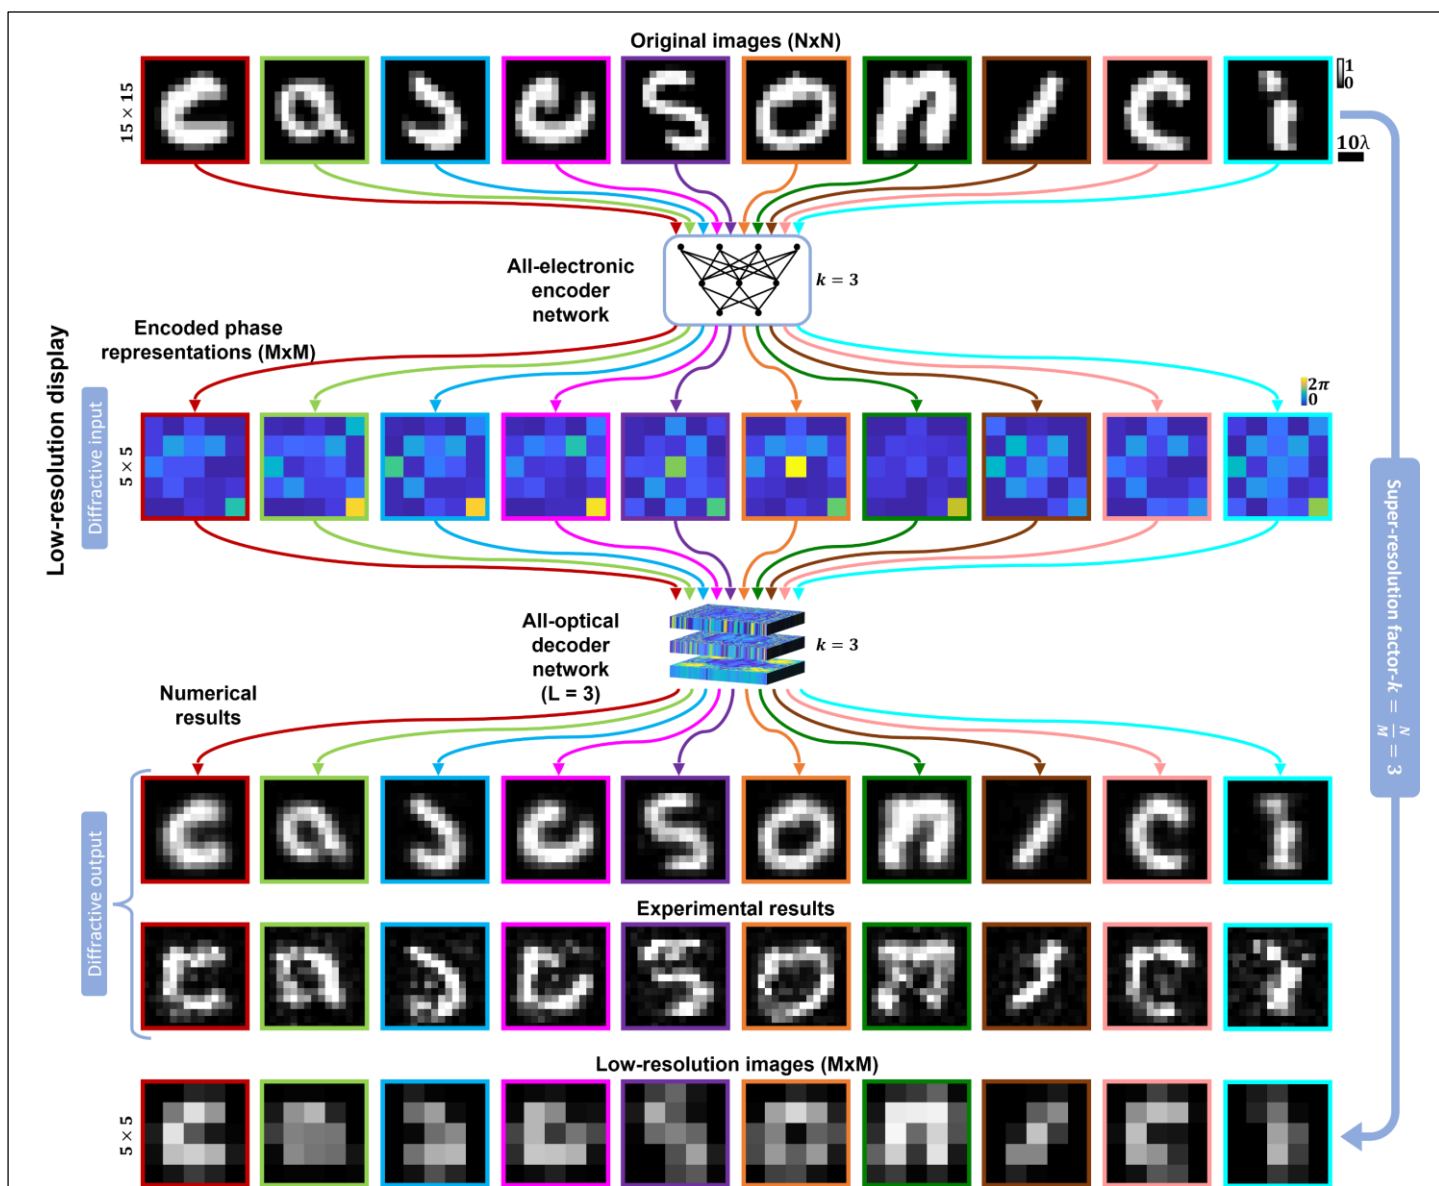 Original images (NxN)
15 × 15
1
0
10λ
All-electronic
encoder
network
k = 3
Encoded phase
representations (MxM)
Low-resolution display
Diffractive input
5 × 5
2π
0
All-optical
decoder
network
(L = 3)
k = 3
Super-resolution factor-k = N/M = 3
Numerical
results
Diffractive output
Experimental results
Low-resolution images (MxM)
5 × 5